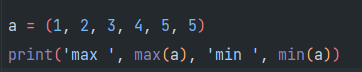 a = (1, 2, 3, 4, 5, 5)
print('max ', max(a), 'min ', min(a))